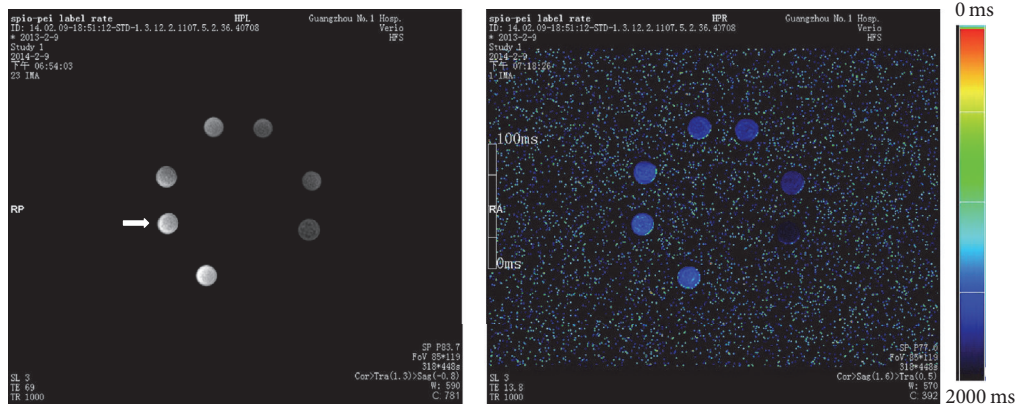 spio-pei label rate HPL Guangzhou No.1 Hosp.
ID: 14.02.09-18:51:12-STD-1.3.12.2.1107.5.2.36.40708 Verio
* 2013-2-9 HFS
Study 1
2014-2-9
下午 06:54:03
23 IMA
RP
SP P83.7
FoV 85*119
318*448s
Cor>Tra(1.3)>Sag(-0.8)
SL 3
TE 69
TR 1000
W: 590
C: 781
spio-pei label rate HPR Guangzhou No.1 Hosp.
ID: 14.02.09-18:51:12-STD-1.3.12.2.1107.5.2.36.40708 Verio
* 2013-2-9 HFS
Study 1
2014-2-9
下午 07:18:26
1 IMA
100ms
RA
0ms
SP P77.0
FoV 85*119
318*448s
Cor>Tra(1.6)>Sag(0.5)
SL 3
TE 13.8
TR 1000
W: 570
C: 392
0 ms
2000 ms